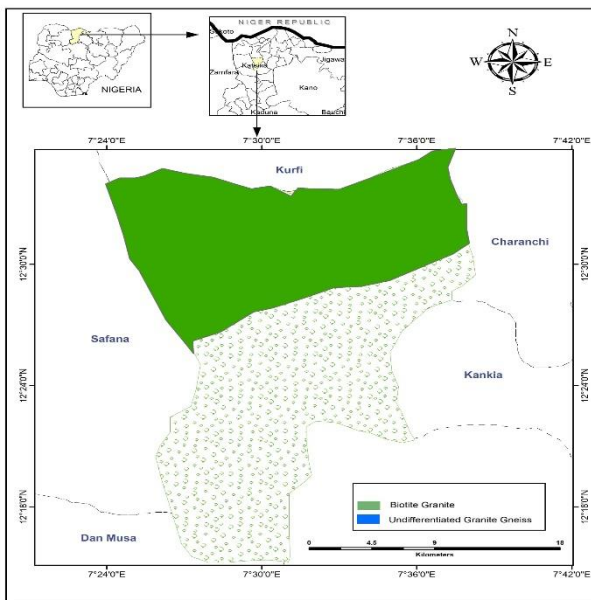 NIGER REPUBLIC
Zamfara
Jigawa
Kano
Kaduna
NIGERIA
N
W E
S
7°24'0"E 7°30'0"E 7°36'0"E 7°42'0"E
Kurfi
Charanchi
12°30'0"N 12°30'0"N
Safana
Kankia
12°24'0"N 12°24'0"N
Biotite Granite
Undifferentiated Granite Gneiss
12°18'0"N 12°18'0"N
Dan Musa
0 4.5 9 18
Kilometers
7°24'0"E 7°30'0"E 7°36'0"E 7°42'0"E